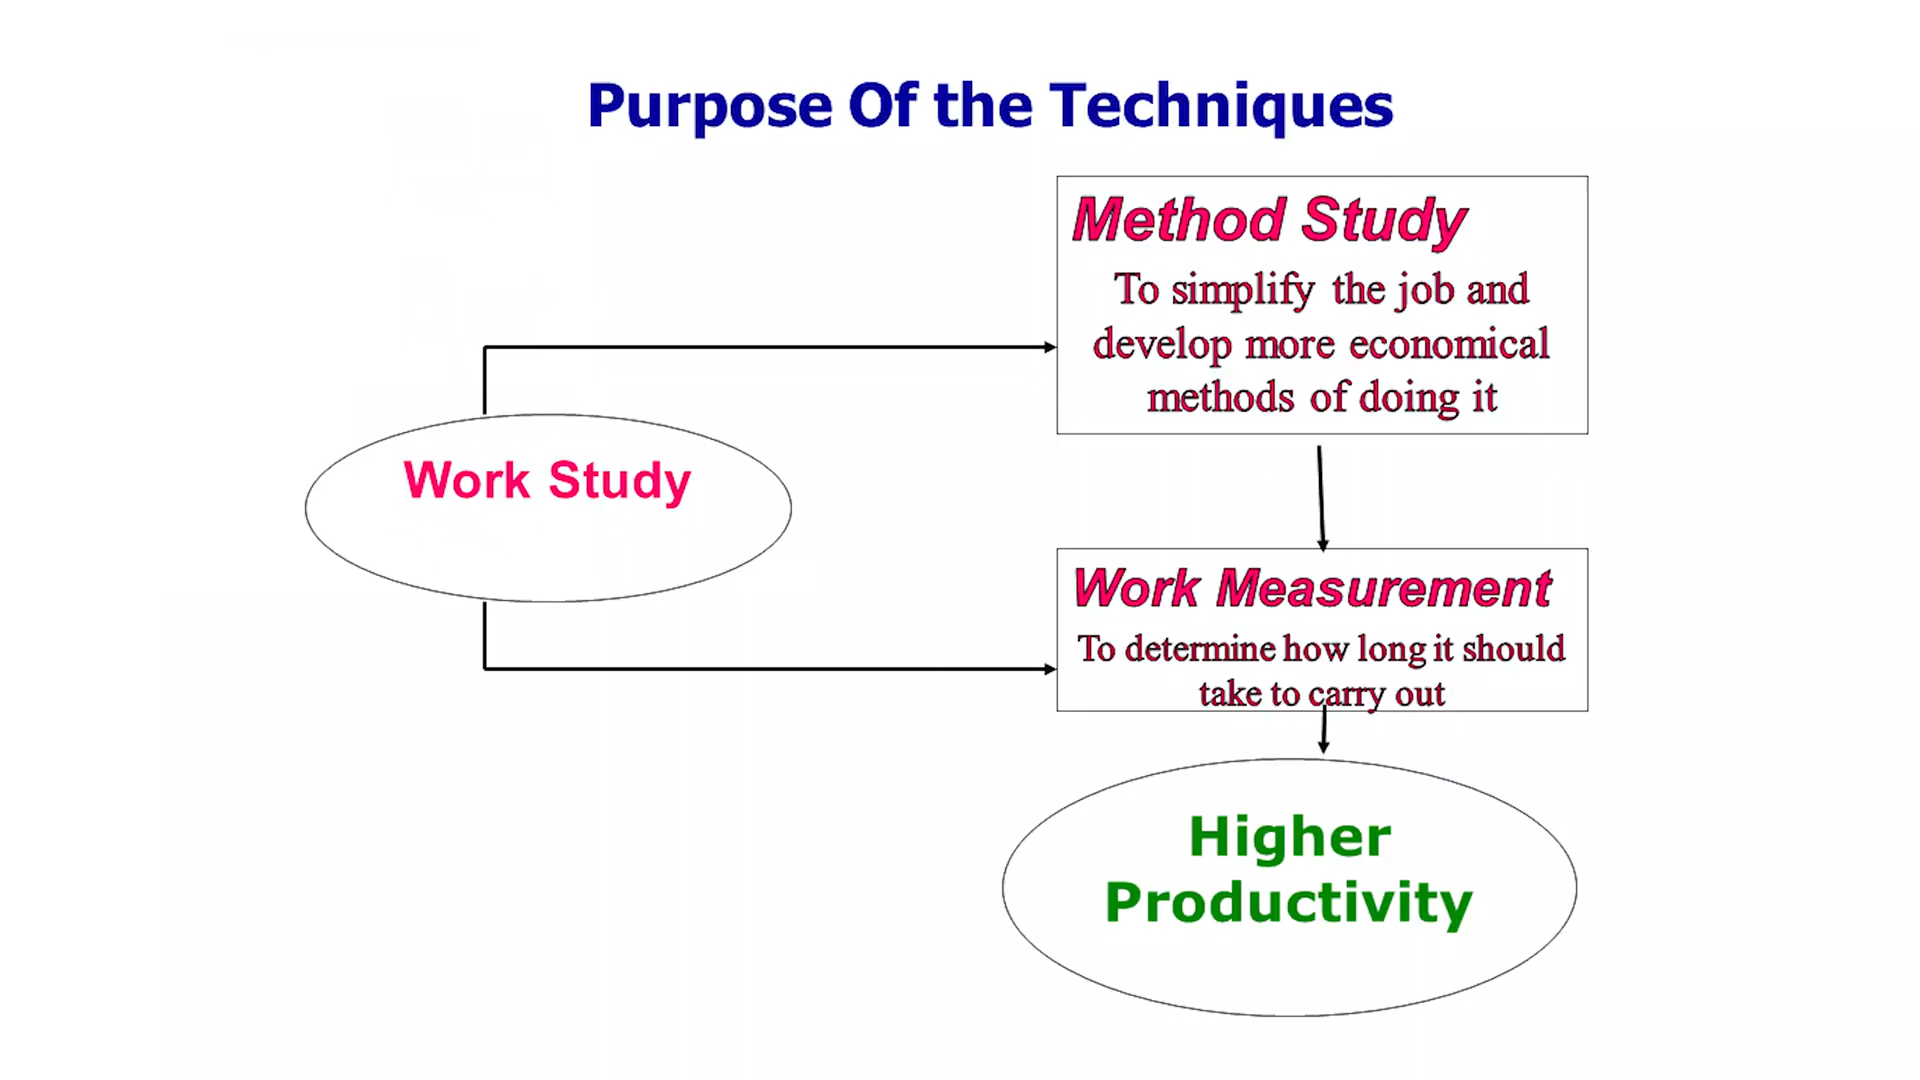 Purpose Of the Techniques
Method Study
To simplify the job and
develop more economical
methods of doing it
Work Study
Work Measurement
To determine how long it should
take to carry out
Higher
Productivity